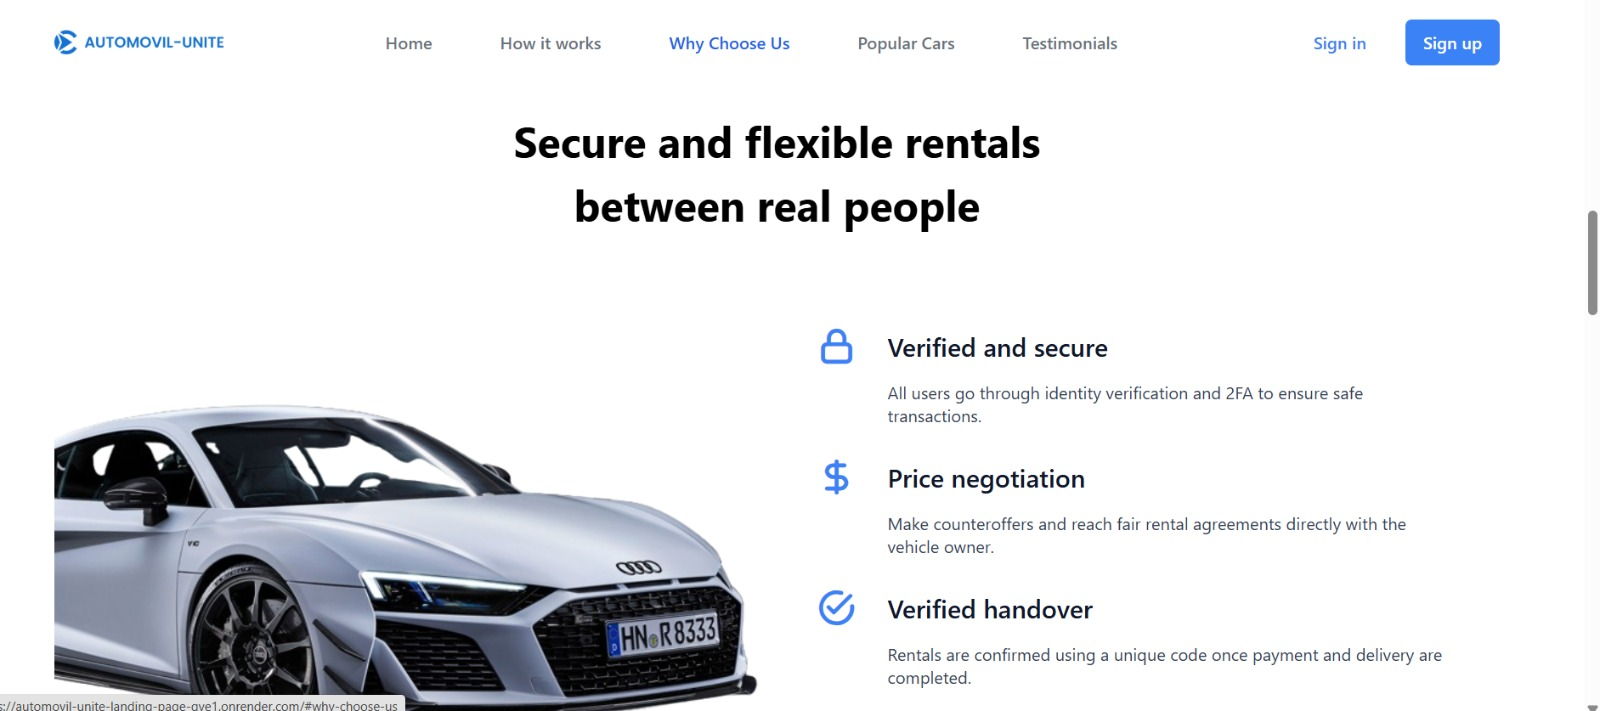 AUTOMOVIL-UNITE
Home
How it works
Why Choose Us
Popular Cars
Testimonials
Sign in
Sign up
Secure and flexible rentals
between real people
Verified and secure
All users go through identity verification and 2FA to ensure safe
transactions.
Price negotiation
Make counteroffers and reach fair rental agreements directly with the
vehicle owner.
Verified handover
Rentals are confirmed using a unique code once payment and delivery are
completed.
V10
D HN R 8333
s://automovil-unite-landing-page-gve1.onrender.com/#why-choose-us